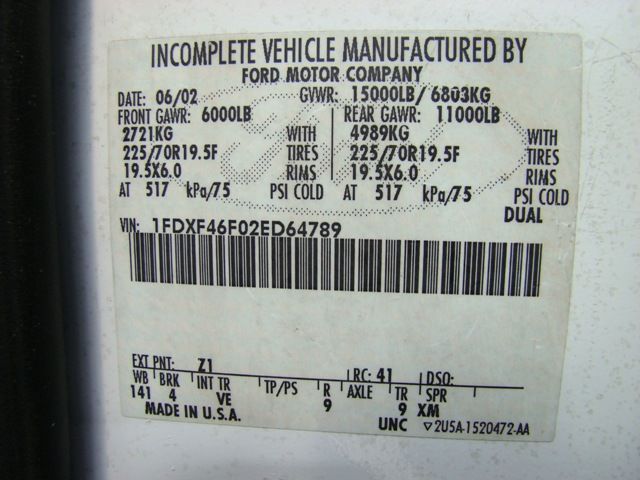 INCOMPLETE VEHICLE MANUFACTURED BY
FORD MOTOR COMPANY
DATE: 06/02 GVWR: 15000LB/ 6803KG
FRONT GAWR: 6000LB REAR GAWR: 11000LB
2721KG WITH 4989KG WITH
225/70R19.5F TIRES 225/70R19.5F TIRES
19.5X6.0 RIMS 19.5X6.0 RIMS
AT 517 kPa/75 PSI COLD AT 517 kPa/75 PSI COLD
DUAL
VIN: 1FDXF46F02ED64789
EXT PNT: Z1 RC: 41 DSO:
WB BRK INT TR TP/PS R AXLE TR SPR
141 4 VE 9 9 XM
MADE IN U.S.A. UNC ▽2U5A-1520472-AA